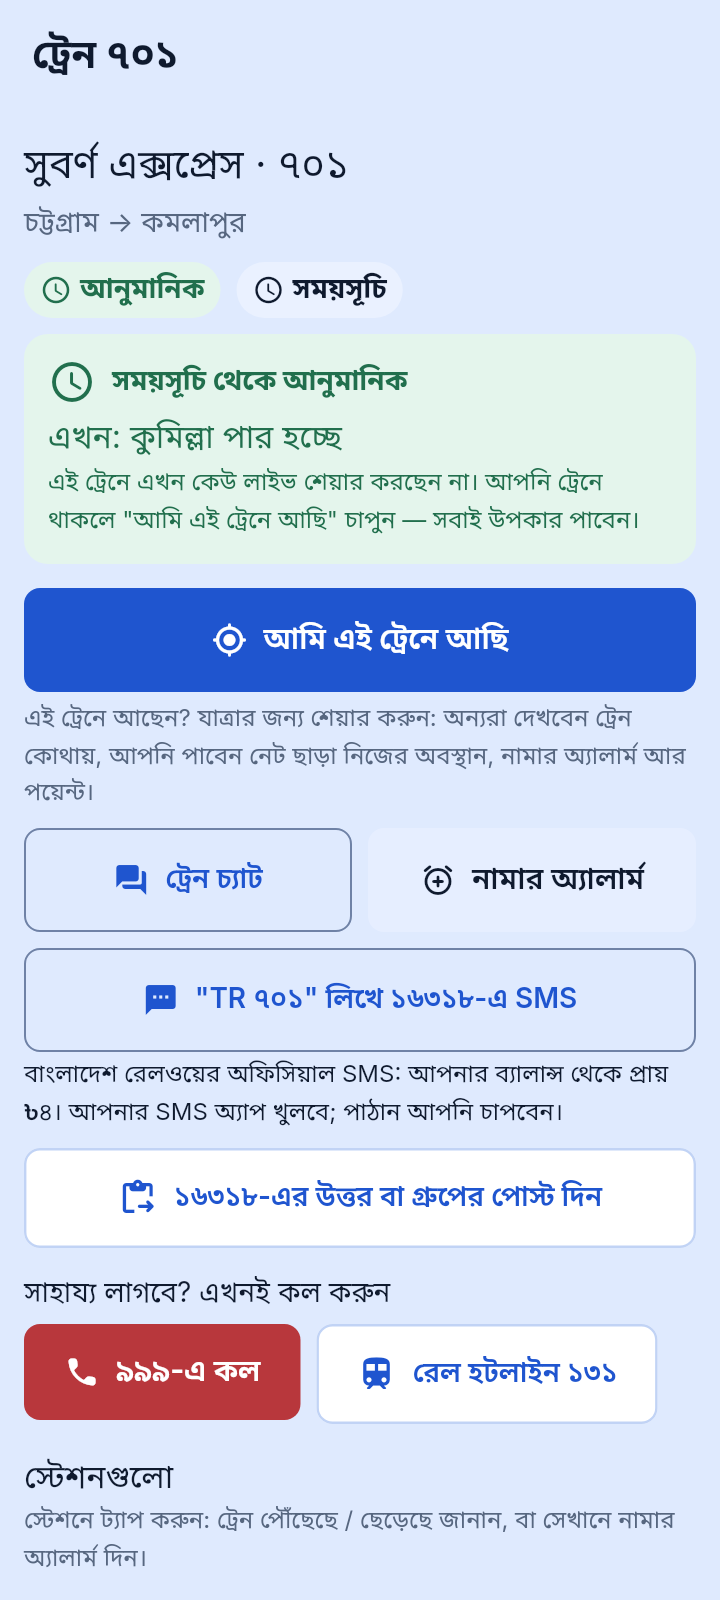 ট্রেন ৭০১
সুবর্ণ এক্সপ্রেস · ৭০১
চট্টগ্রাম → কমলাপুর
আনুমানিক
সময়সূচি
সময়সূচি থেকে আনুমানিক
এখন: কুমিল্লা পার হচ্ছে
এই ট্রেনে এখন কেউ লাইভ শেয়ার করছেন না। আপনি ট্রেনে
থাকলে "আমি এই ট্রেনে আছি" চাপুন — সবাই উপকার পাবেন।
আমি এই ট্রেনে আছি
এই ট্রেনে আছেন? যাত্রার জন্য শেয়ার করুন: অন্যরা দেখবেন ট্রেন
কোথায়, আপনি পাবেন নেট ছাড়া নিজের অবস্থান, নামার অ্যালার্ম আর
পয়েন্ট।
ট্রেন চ্যাট
নামার অ্যালার্ম
"TR ৭০১" লিখে ১৬৩১৮-এ SMS
বাংলাদেশ রেলওয়ের অফিসিয়াল SMS: আপনার ব্যালান্স থেকে প্রায়
৳৪। আপনার SMS অ্যাপ খুলবে; পাঠান আপনি চাপবেন।
১৬৩১৮-এর উত্তর বা গ্রুপের পোস্ট দিন
সাহায্য লাগবে? এখনই কল করুন
৯৯৯-এ কল
রেল হটলাইন ১৩১
স্টেশনগুলো
স্টেশনে ট্যাপ করুন: ট্রেন পৌঁছেছে / ছেড়েছে জানান, বা সেখানে নামার
অ্যালার্ম দিন।